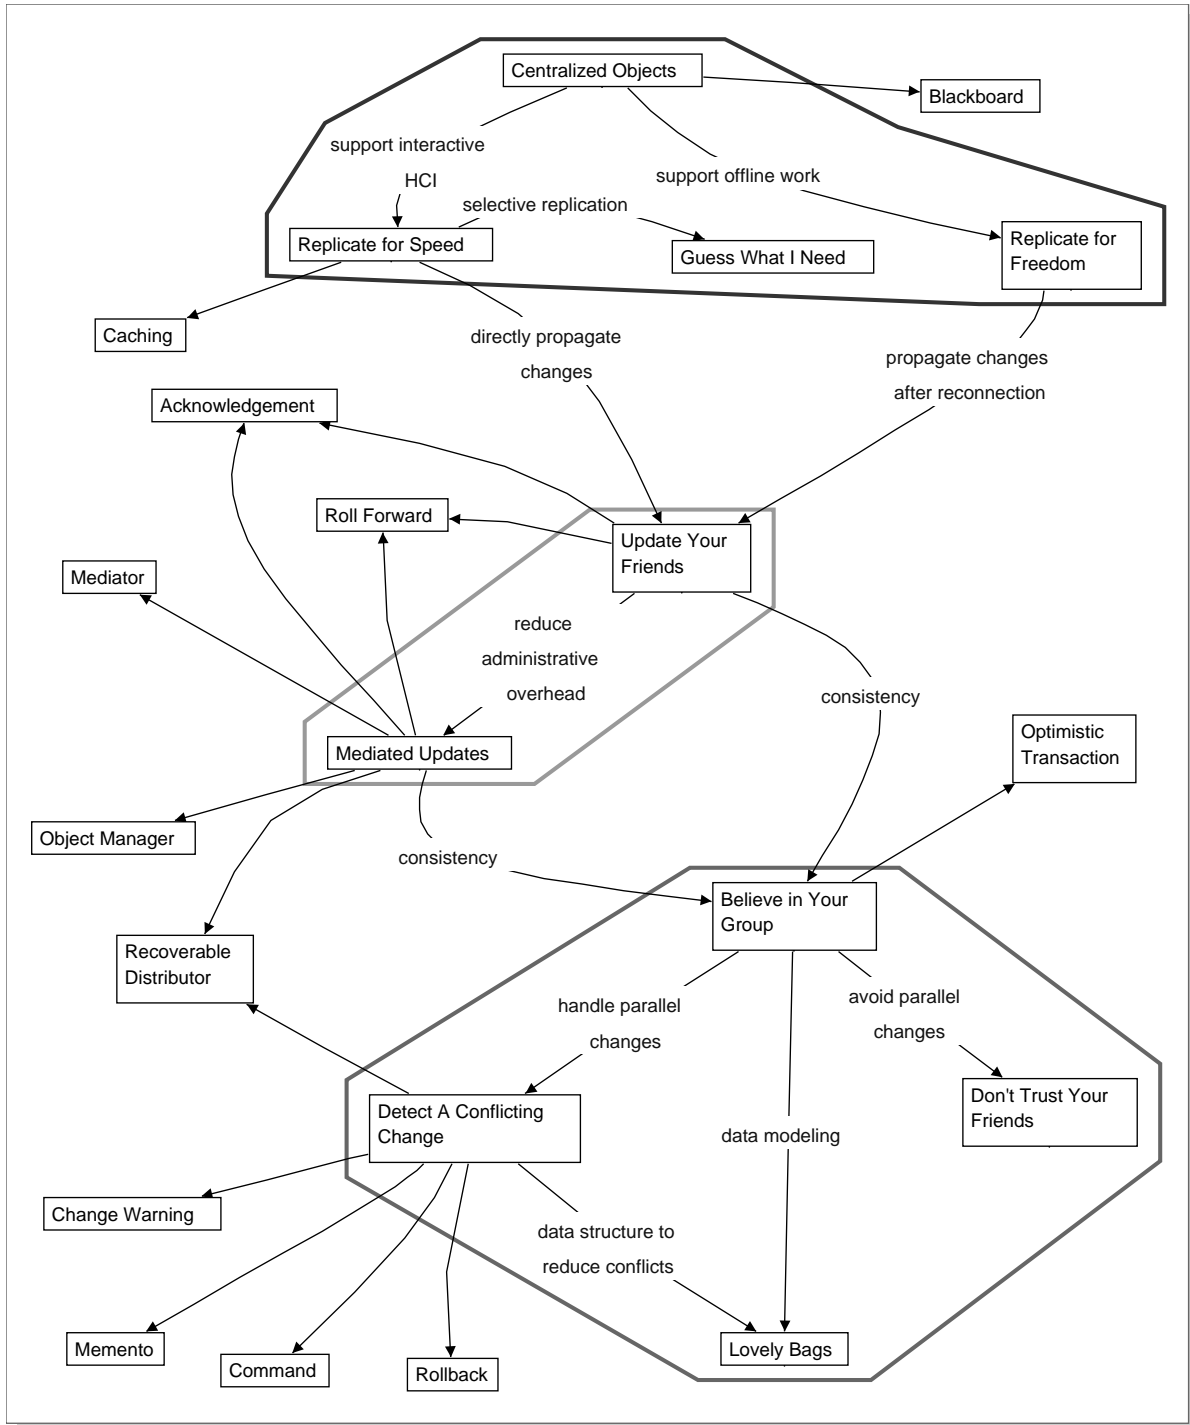 Centralized Objects
Blackboard
support interactive
HCI
support offline work
selective replication
Replicate for Speed
Guess What I Need
Replicate for
Freedom
Caching
directly propagate
changes
propagate changes
after reconnection
Acknowledgement
Roll Forward
Update Your
Friends
Mediator
reduce
administrative
overhead
consistency
Mediated Updates
Optimistic
Transaction
Object Manager
consistency
Believe in Your
Group
Recoverable
Distributor
handle parallel
changes
avoid parallel
changes
Detect A Conflicting
Change
Don't Trust Your
Friends
data modeling
Change Warning
data structure to
reduce conflicts
Memento
Command
Rollback
Lovely Bags